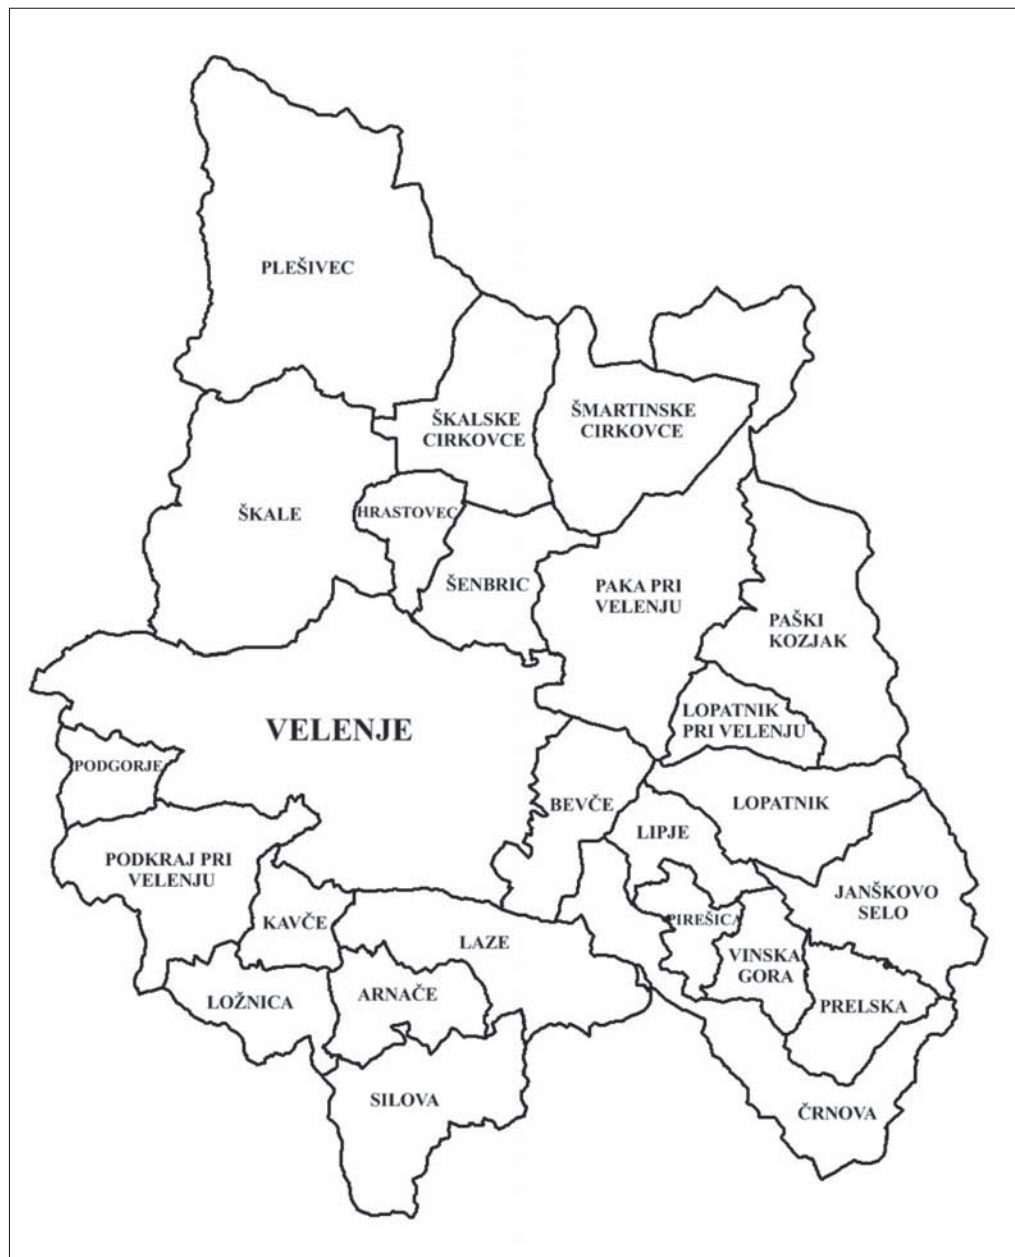 PLEŠIVEC
ŠKALSKE
CIRKOVCE
ŠMARTINSKE
CIRKOVCE
ŠKALE
HRASTOVEC
ŠENBRIC
PAKA PRI
VELENJU
PAŠKI
KOZJAK
LOPATNIK
PRI VELENJU
VELENJE
PODGORJE
BEVČE
LOPATNIK
LIPJE
PODKRAJ PRI
VELENJU
JANŠKOVO
SELO
KAVČE
PIREŠICA
LAZE
VINSKA
GORA
LOŽNICA
ARNAČE
PRELSKA
SILOVA
ČRNOVA